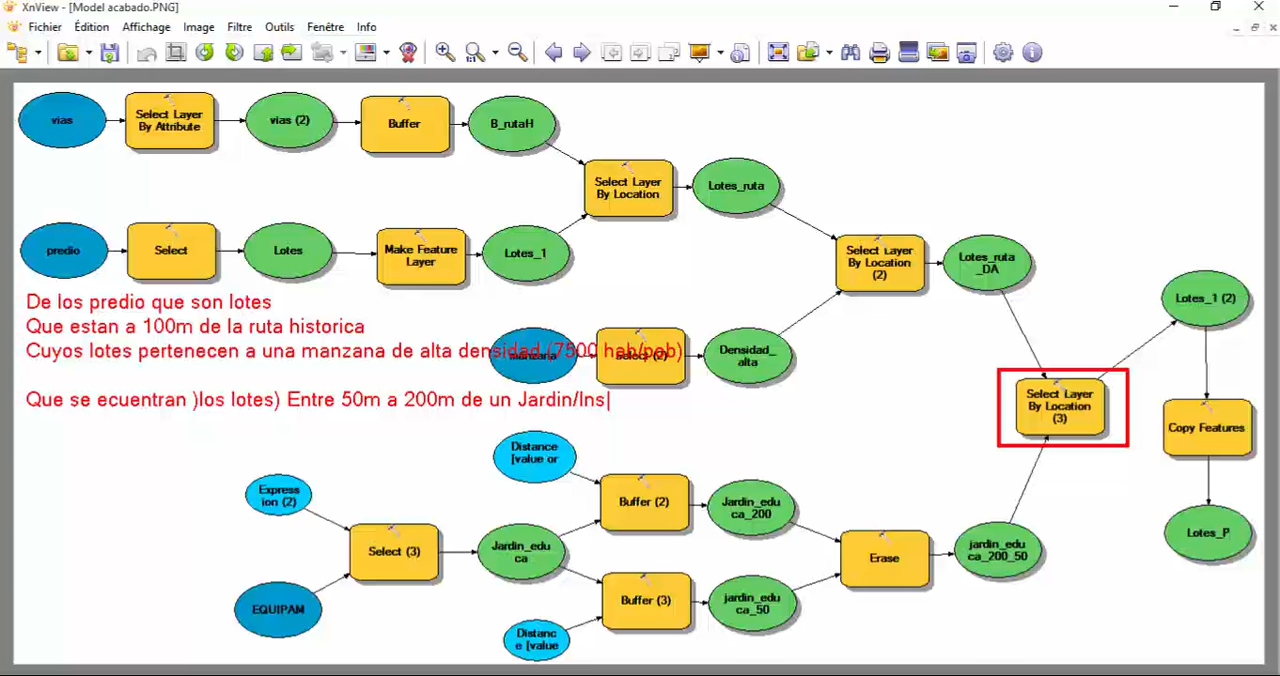 XnView - [Model acabado.PNG]
Fichier Édition Affichage Image Filtre Outils Fenêtre Info
vias
Select Layer
By Attribute
vias (2)
Buffer
B_rutaH
Select Layer
By Location
Lotes_ruta
predio
Select
Lotes
Make Feature
Layer
Lotes_1
Select Layer
By Location
(2)
Lotes_ruta
_DA
Lotes_1 (2)
De los predio que son lotes
Que estan a 100m de la ruta historica
Cuyos lotes pertenecen a una manzana de alta densidad (7500 hab/pob)
manzana
Select (2)
Densidad_
alta
Que se ecuentran )los lotes) Entre 50m a 200m de un Jardin/Ins
Select Layer
By Location
(3)
Copy Features
Distance
[value or
Express
ion (2)
Buffer (2)
Jardin_edu
ca_200
Select (3)
Jardin_edu
ca
Erase
jardin_edu
ca_200_50
Lotes_P
EQUIPAM
Buffer (3)
jardin_edu
ca_50
Distanc
e [value